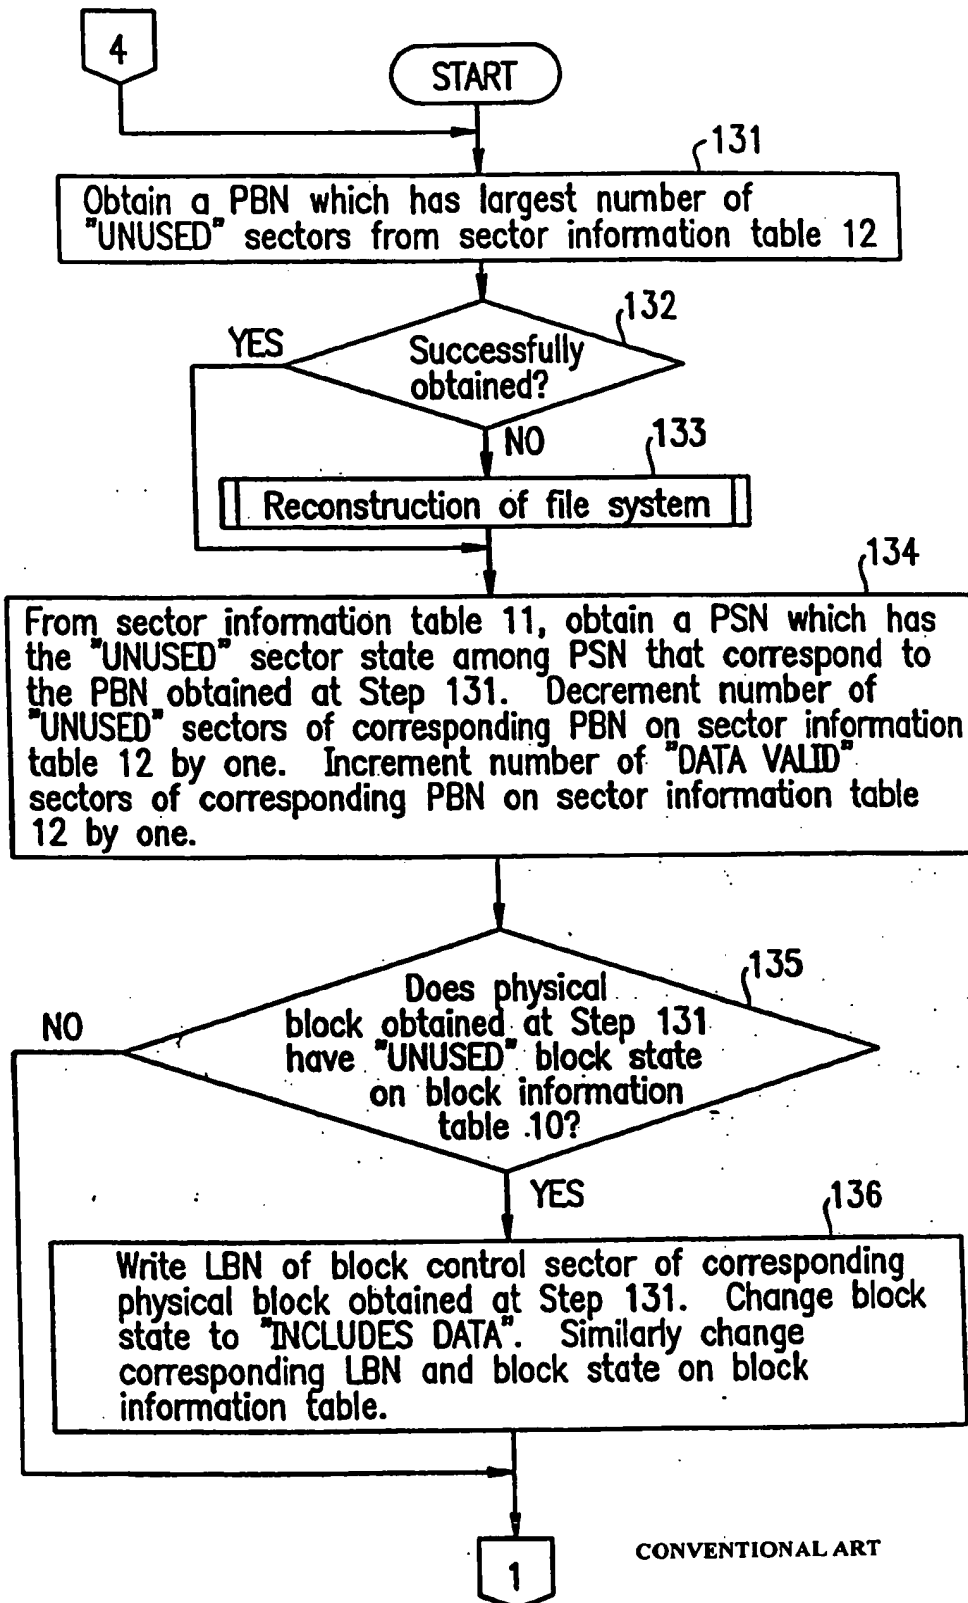 4
START
131
Obtain a PBN which has largest number of
"UNUSED" sectors from sector information table 12
132
YES
Successfully
obtained?
NO
133
Reconstruction of file system
134
From sector information table 11, obtain a PSN which has
the "UNUSED" sector state among PSN that correspond to
the PBN obtained at Step 131. Decrement number of
"UNUSED" sectors of corresponding PBN on sector information
table 12 by one. Increment number of "DATA VALID"
sectors of corresponding PBN on sector information table
12 by one.
135
NO
Does physical
block obtained at Step 131
have "UNUSED" block state
on block information
table 10?
YES
136
Write LBN of block control sector of corresponding
physical block obtained at Step 131. Change block
state to "INCLUDES DATA". Similarly change
corresponding LBN and block state on block
information table.
1
CONVENTIONAL ART